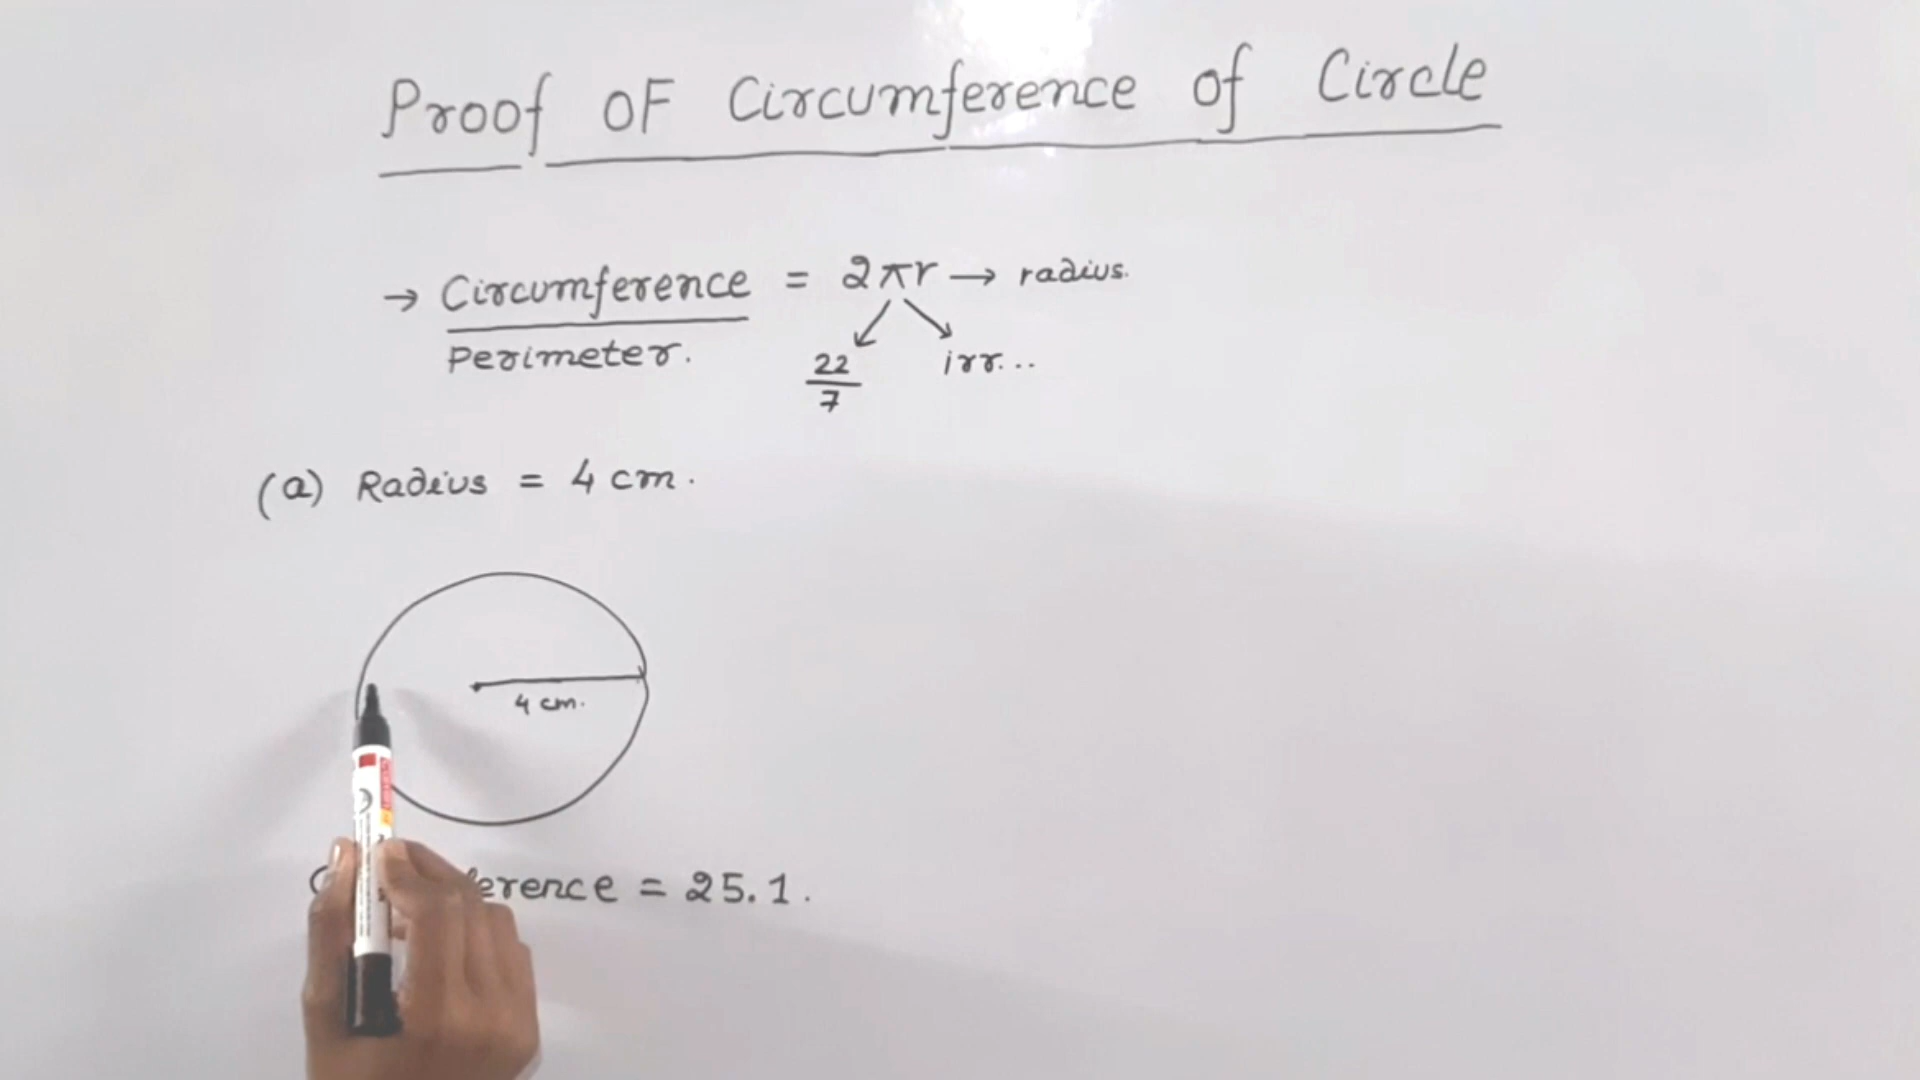 Proof OF Circumference of Circle
→ Circumference = 2πr → radius.
Perimeter.
22
7
irr...
(a) Radius = 4 cm.
4 cm.
= 25.1.